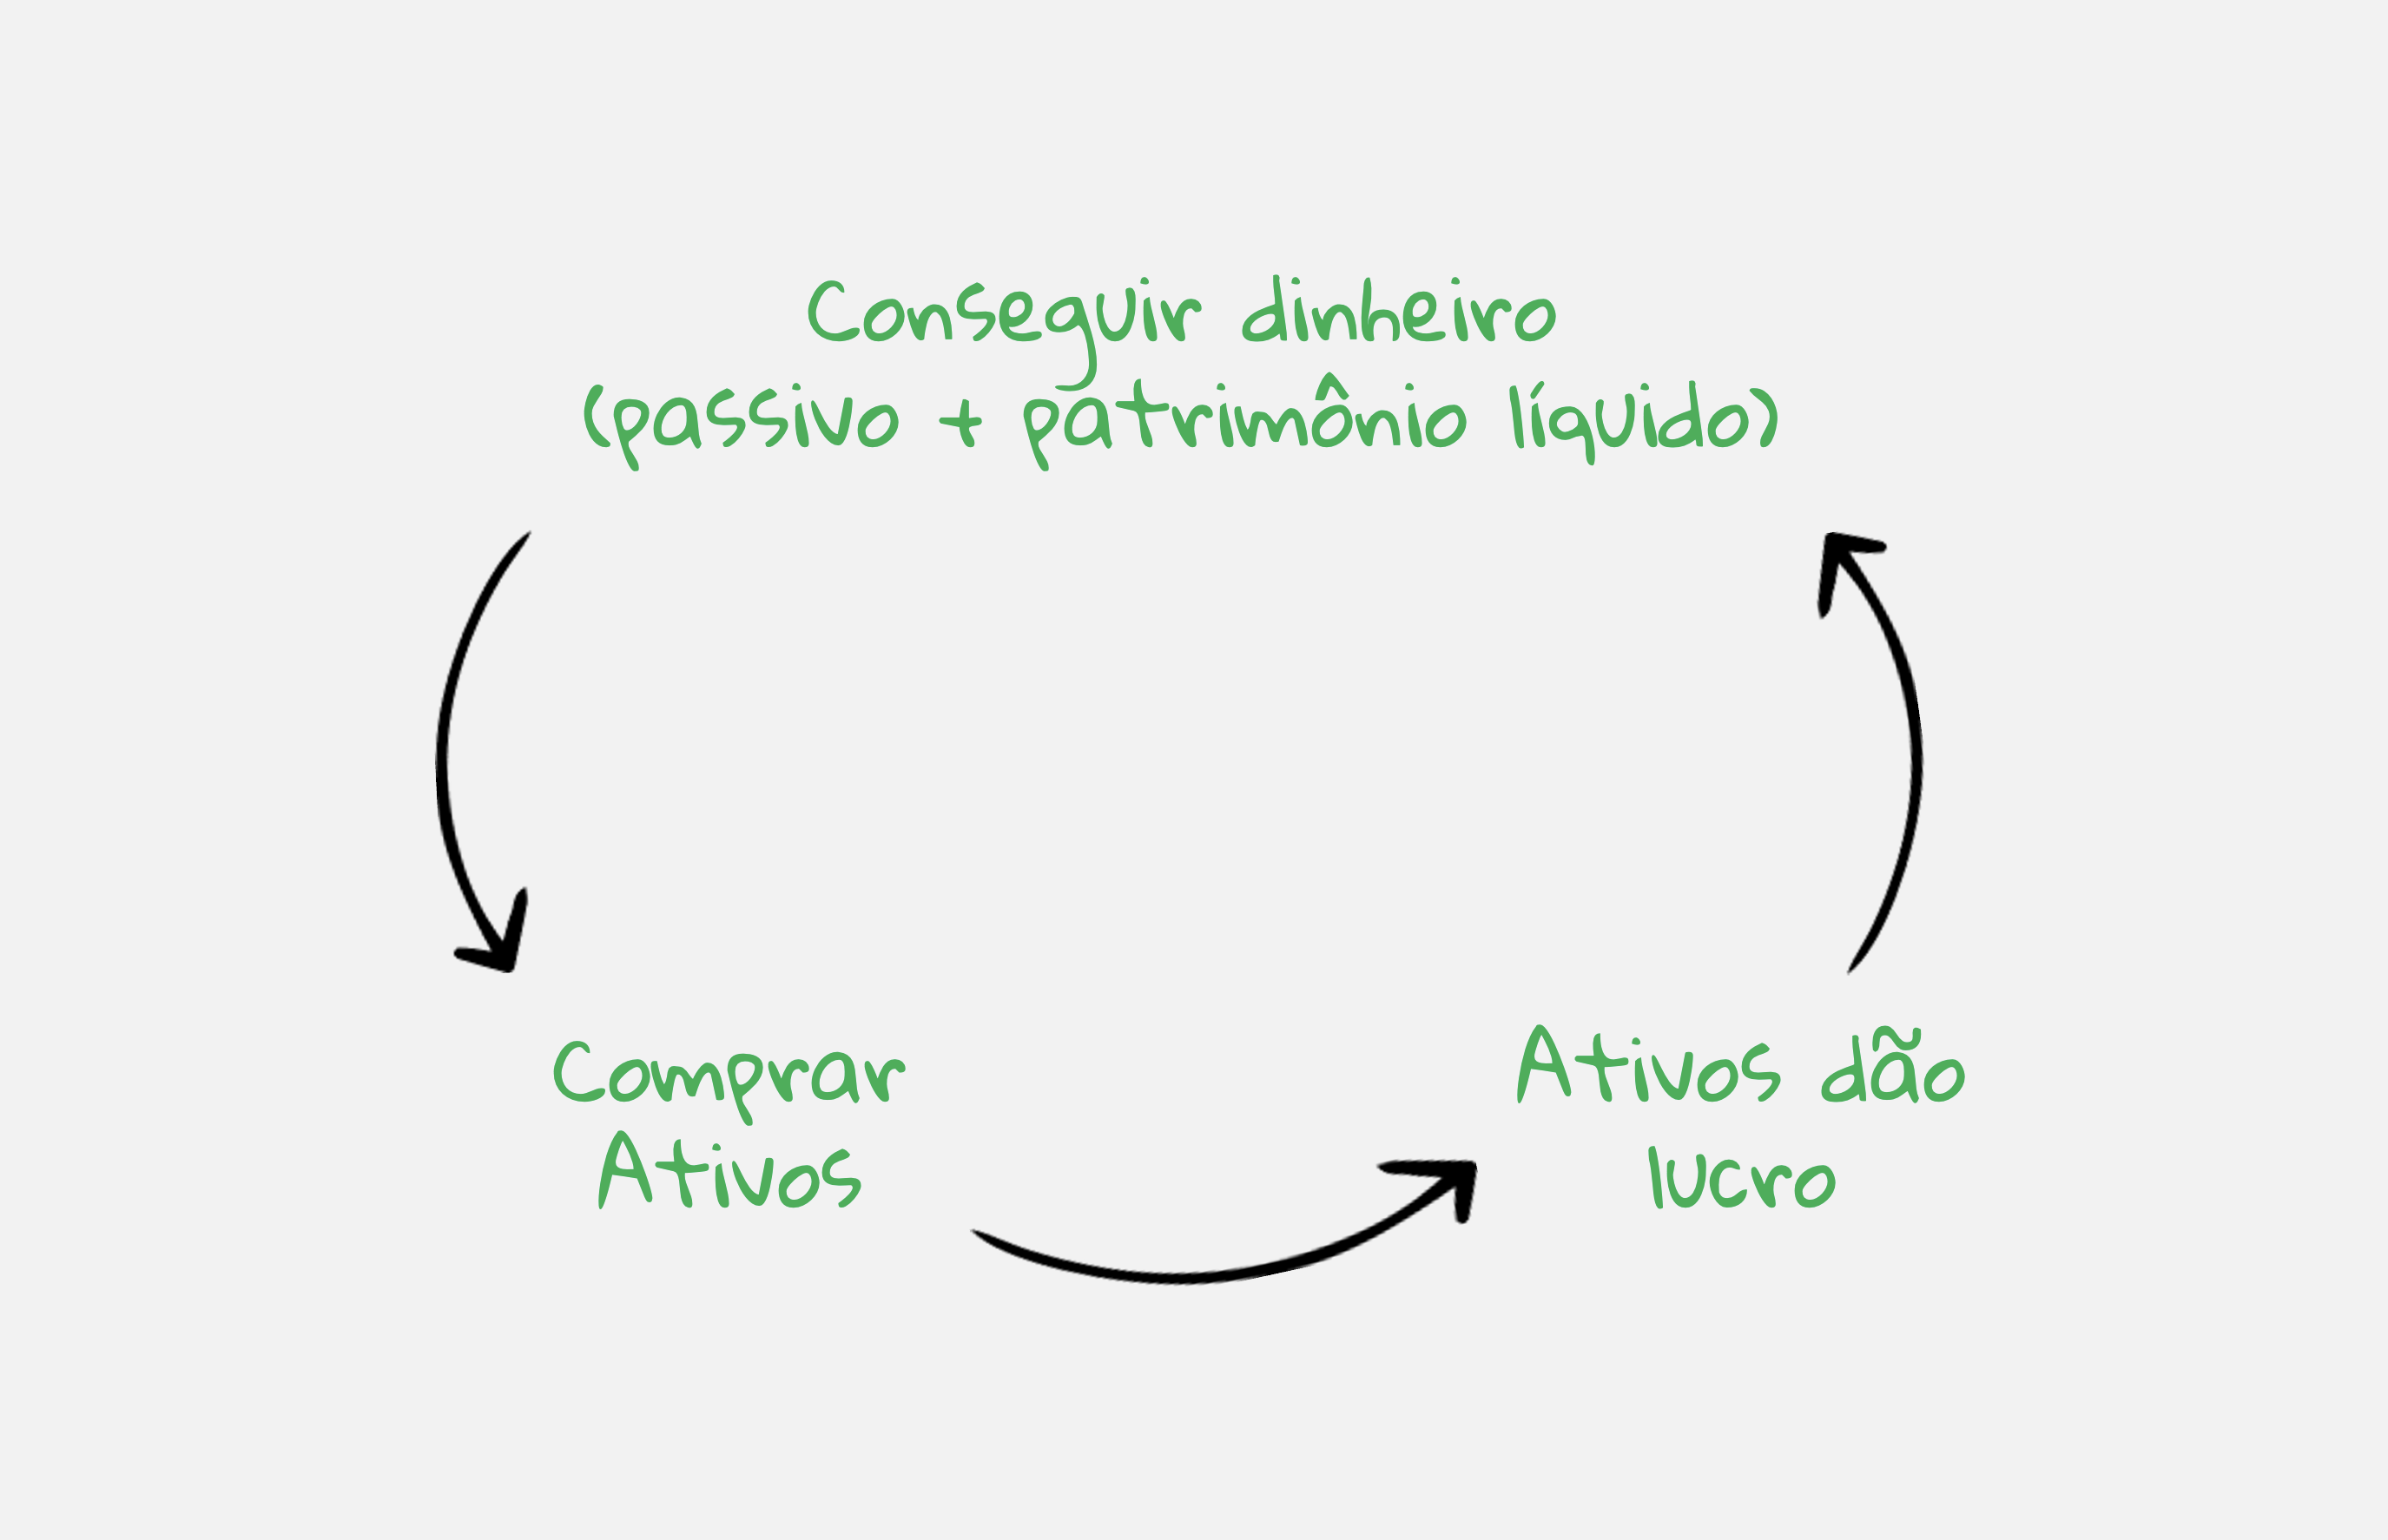 Conseguir dinheiro
(passivo + patrimônio líquido)
Comprar
Ativos
Ativos dão
lucro